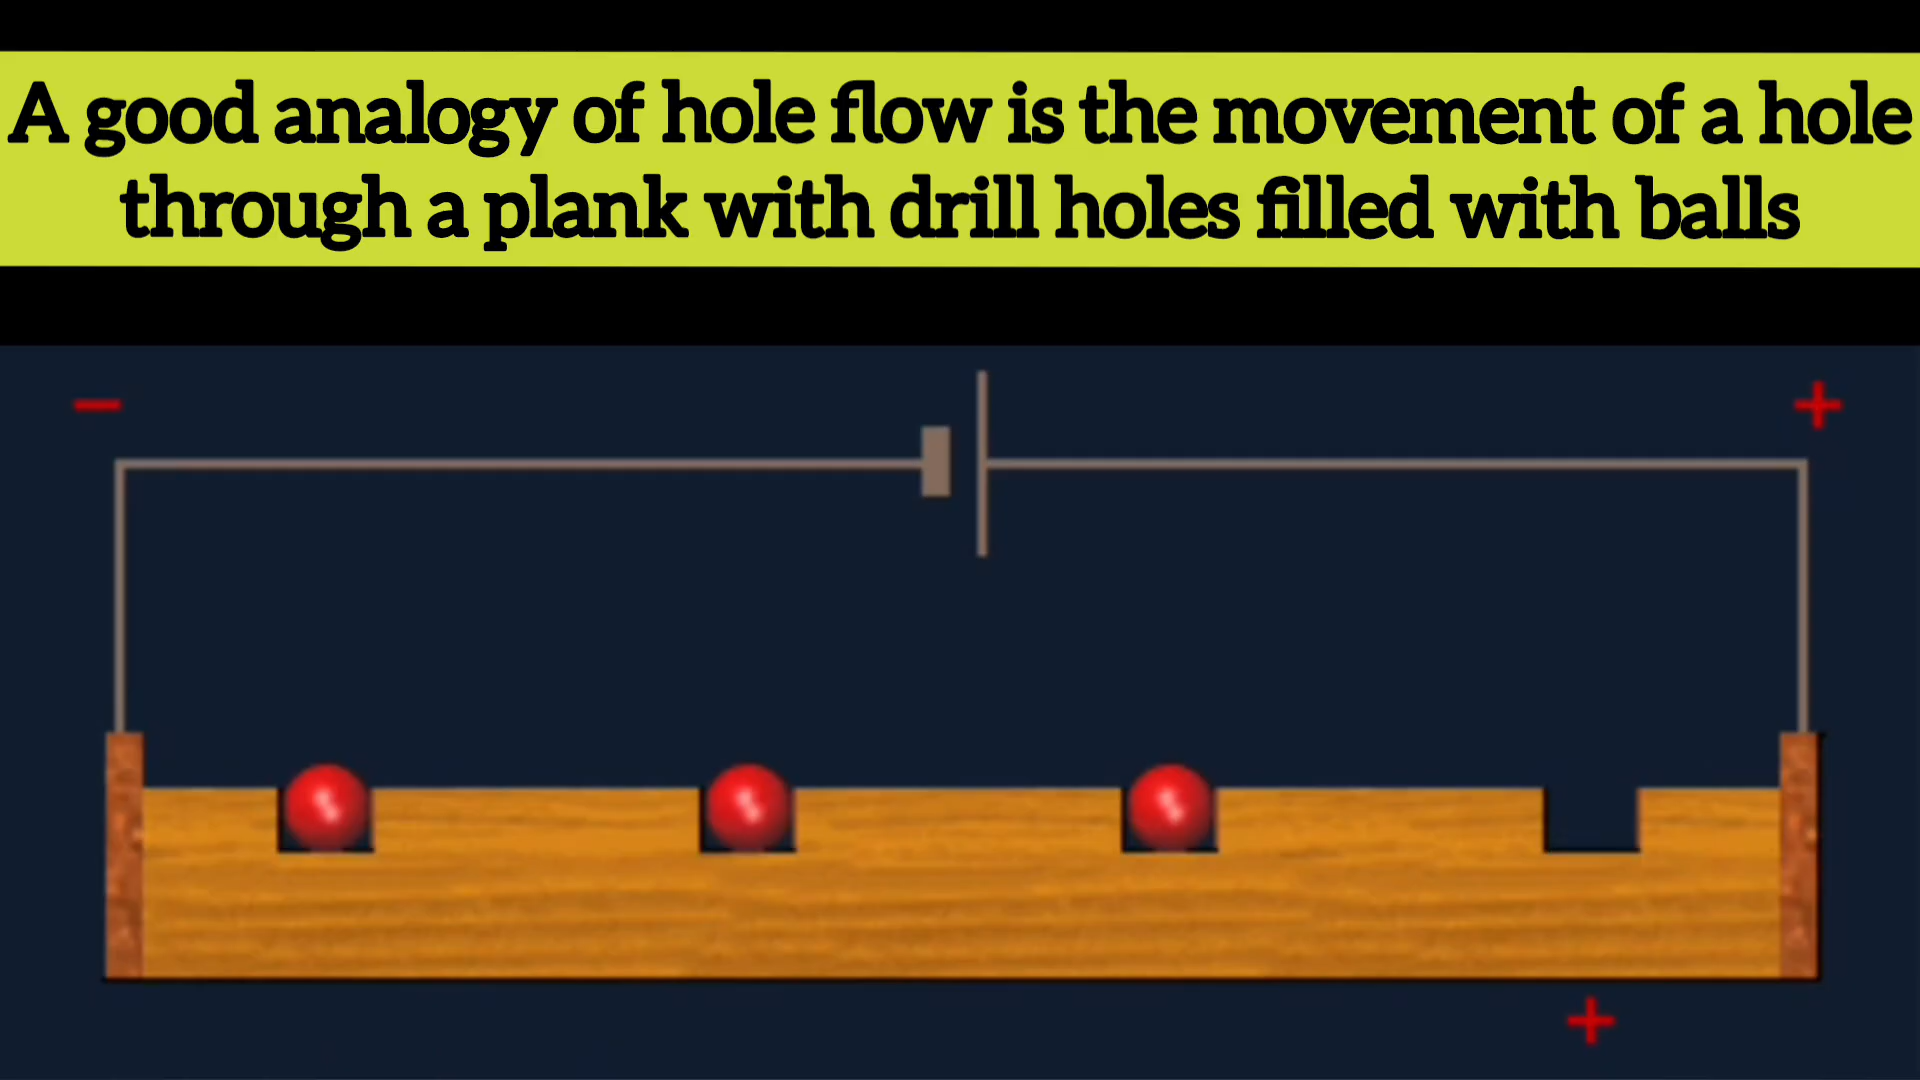 A good analogy of hole flow is the movement of a hole
through a plank with drill holes filled with balls
− +
+